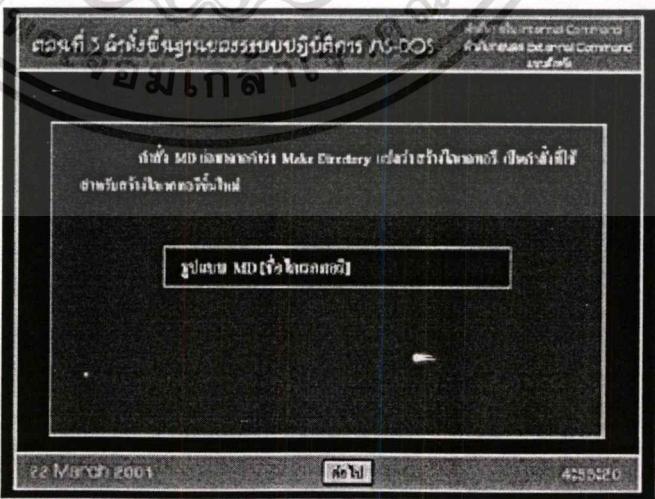 ตอนที่ 3 คำสั่งพื้นฐานของระบบปฏิบัติการ MS-DOS
คำสั่งภายใน Internal Command
คำสั่งภายนอก External Command
แบบฝึกหัด
คำสั่ง MD ย่อมาจากคำว่า Make Directory แปลว่าสร้างไดเรกทอรี เป็นคำสั่งที่ใช้
สำหรับสร้างไดเรกทอรีขึ้นใหม่
รูปแบบ MD [ชื่อไดเรกทอรี]
22 March 2001
ต่อไป